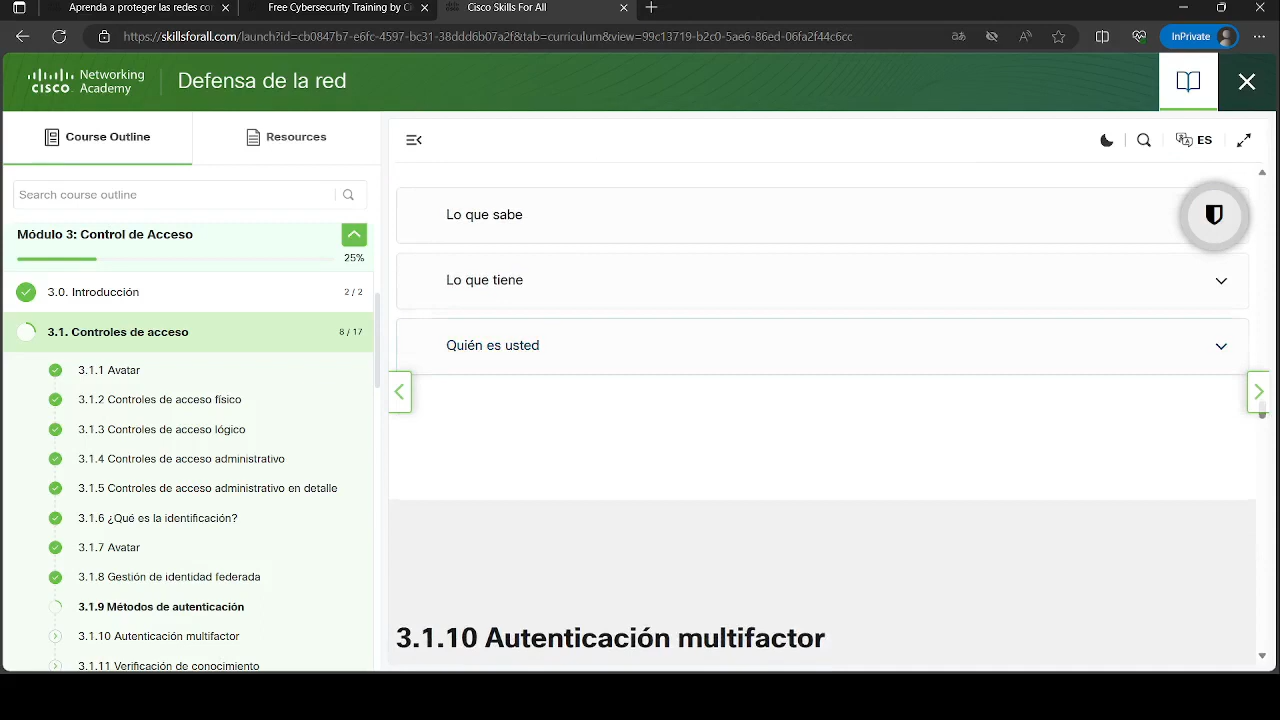 Aprenda a proteger las redes cor
Free Cybersecurity Training by Ci
Cisco Skills For All
https://skillsforall.com/launch?id=cb0847b7-e6fc-4597-bc31-38ddd6b07a2f&tab=curriculum&view=99c13719-b2c0-5ae6-86ed-06fa2f44c6cc
InPrivate
CISCO Networking Academy
Defensa de la red
Course Outline
Resources
ES
Search course outline
Módulo 3: Control de Acceso
25%
3.0. Introducción
2 / 2
3.1. Controles de acceso
8 / 17
3.1.1 Avatar
3.1.2 Controles de acceso físico
3.1.3 Controles de acceso lógico
3.1.4 Controles de acceso administrativo
3.1.5 Controles de acceso administrativo en detalle
3.1.6 ¿Qué es la identificación?
3.1.7 Avatar
3.1.8 Gestión de identidad federada
3.1.9 Métodos de autenticación
3.1.10 Autenticación multifactor
3.1.11 Verificación de conocimiento
Lo que sabe
Lo que tiene
Quién es usted
3.1.10 Autenticación multifactor